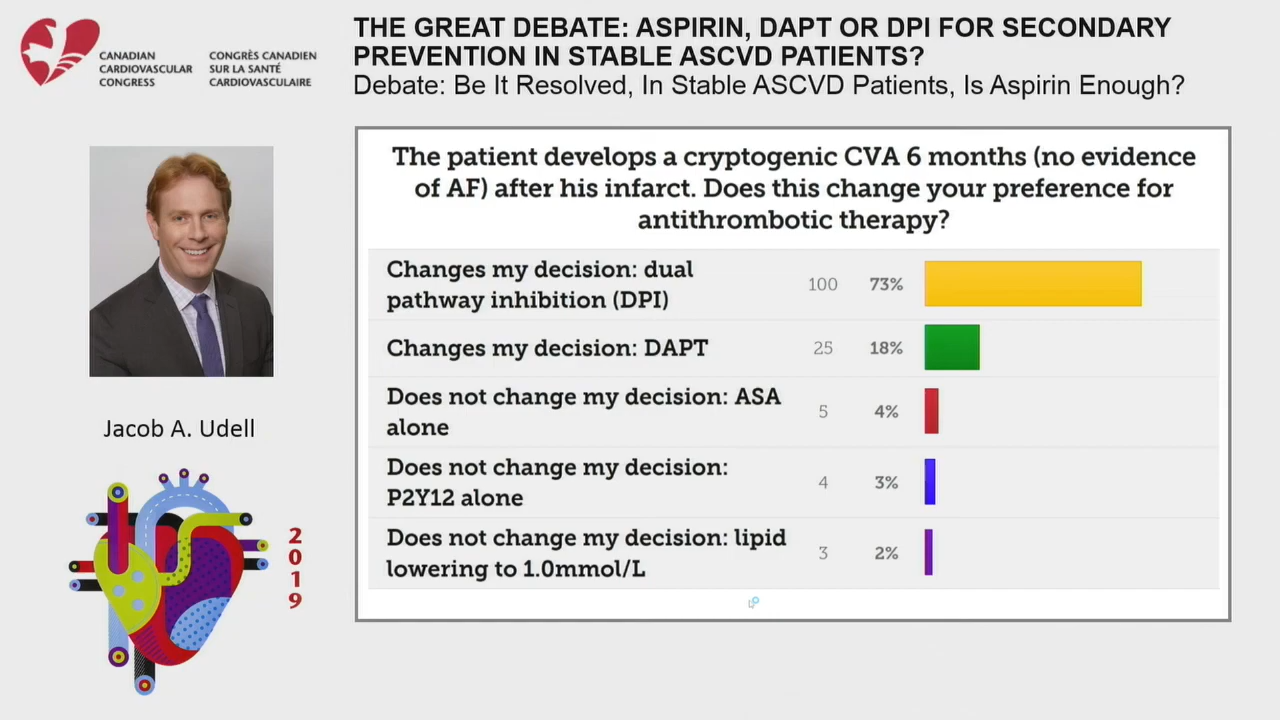 CANADIAN
CARDIOVASCULAR
CONGRESS
CONGRÈS CANADIEN
SUR LA SANTÉ
CARDIOVASCULAIRE
THE GREAT DEBATE: ASPIRIN, DAPT OR DPI FOR SECONDARY
PREVENTION IN STABLE ASCVD PATIENTS?
Debate: Be It Resolved, In Stable ASCVD Patients, Is Aspirin Enough?
The patient develops a cryptogenic CVA 6 months (no evidence
of AF) after his infarct. Does this change your preference for
antithrombotic therapy?
Changes my decision: dual
pathway inhibition (DPI) 100 73%
Changes my decision: DAPT 25 18%
Does not change my decision: ASA
alone 5 4%
Does not change my decision:
P2Y12 alone 4 3%
Does not change my decision: lipid
lowering to 1.0mmol/L 3 2%
Jacob A. Udell
2
0
1
9